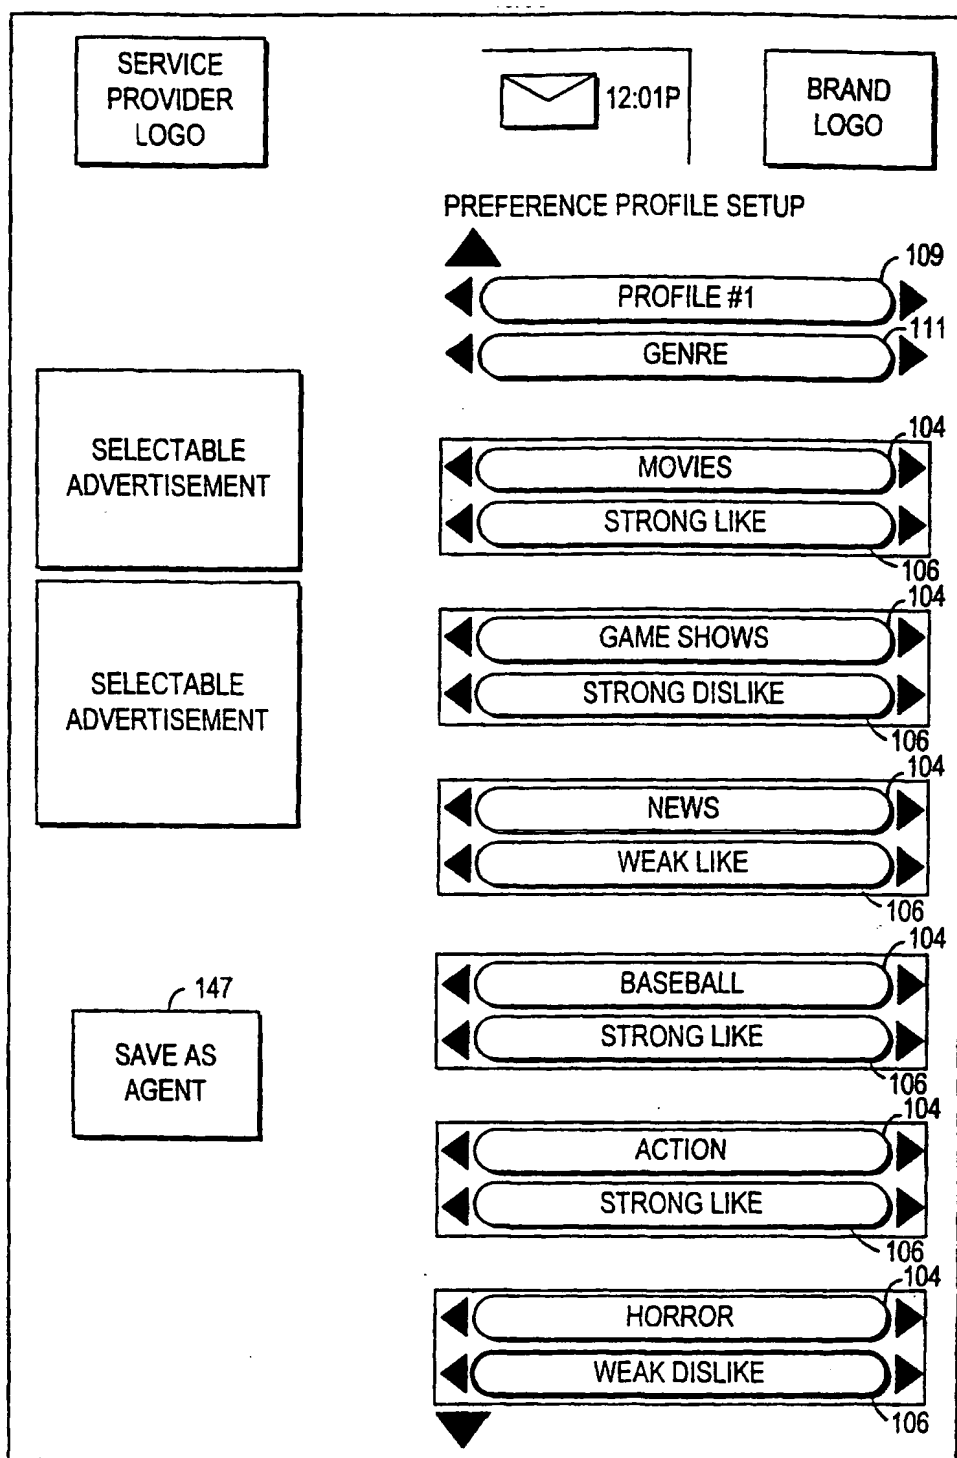 SERVICE
PROVIDER
LOGO
12:01P
BRAND
LOGO
PREFERENCE PROFILE SETUP
109
PROFILE #1
111
GENRE
SELECTABLE
ADVERTISEMENT
104
MOVIES
STRONG LIKE
106
SELECTABLE
ADVERTISEMENT
104
GAME SHOWS
STRONG DISLIKE
106
104
NEWS
WEAK LIKE
106
147
SAVE AS
AGENT
104
BASEBALL
STRONG LIKE
106
104
ACTION
STRONG LIKE
106
104
HORROR
WEAK DISLIKE
106